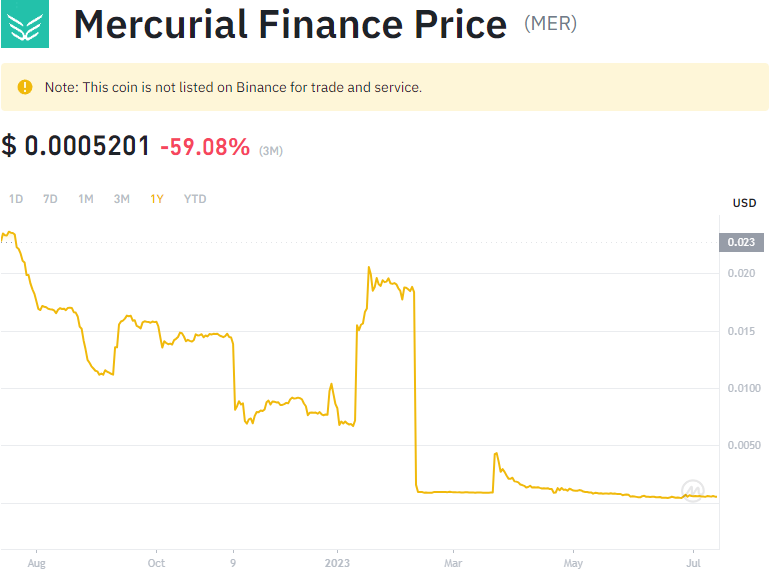 Mercurial Finance Price (MER)
Note: This coin is not listed on Binance for trade and service.
$ 0.0005201 -59.08% (3M)
1D 7D 1M 3M 1Y YTD
USD
0.023
0.020
0.015
0.0100
0.0050
Aug Oct 9 2023 Mar May Jul